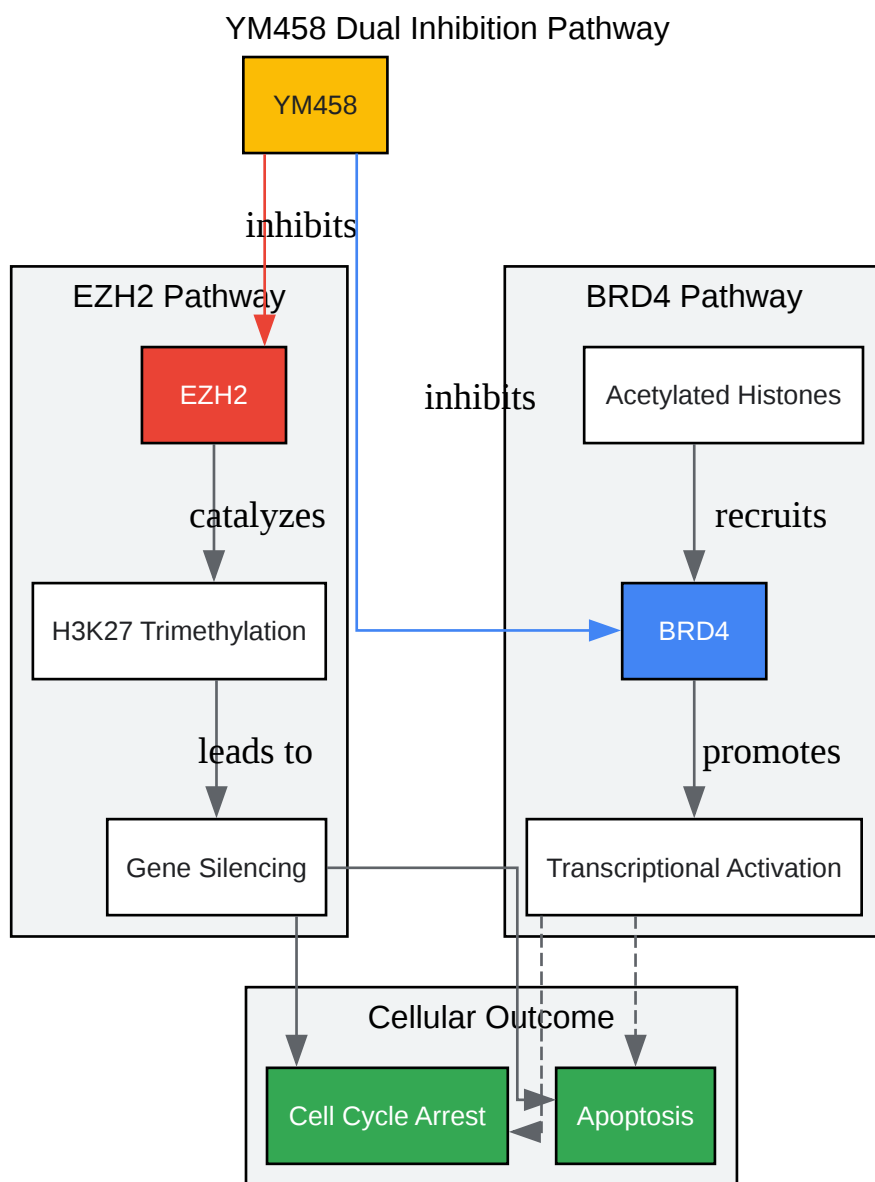 YM458 Dual Inhibition Pathway
YM458
inhibits
EZH2 Pathway
BRD4 Pathway
EZH2
inhibits
Acetylated Histones
catalyzes
recruits
H3K27 Trimethylation
BRD4
leads to
promotes
Gene Silencing
Transcriptional Activation
Cellular Outcome
Cell Cycle Arrest
Apoptosis